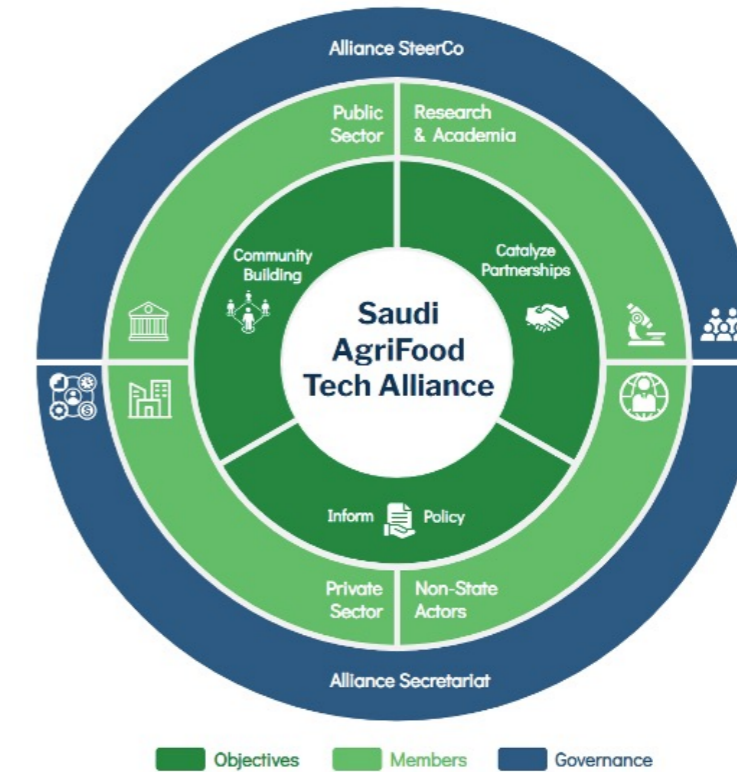 Alliance SteerCo
Public
Sector
Research
& Academia
Community
Building
Catalyze
Partnerships
Saudi
AgriFood
Tech Alliance
Inform Policy
Private
Sector
Non-State
Actors
Alliance Secretariat
Objectives Members Governance